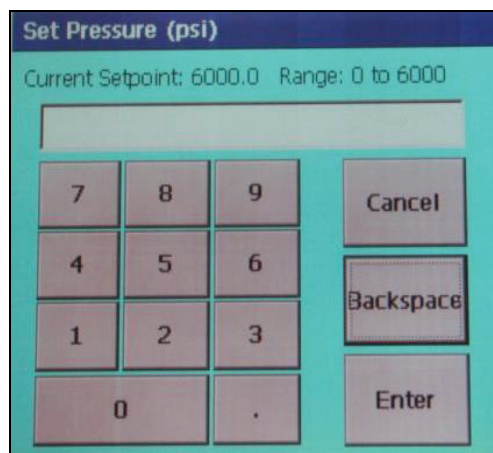 Set Pressure (psi)
Current Setpoint: 6000.0 Range: 0 to 6000
7 8 9 Cancel
4 5 6
Backspace
1 2 3
0 . Enter